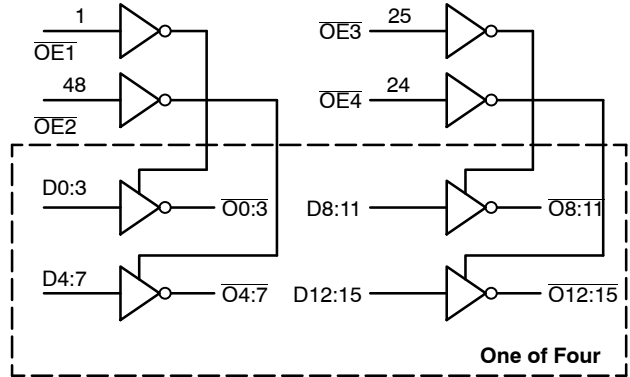 1
OE1
48
OE2
25
OE3
24
OE4
D0:3
O0:3
D8:11
O8:11
D4:7
O4:7
D12:15
O12:15
One of Four